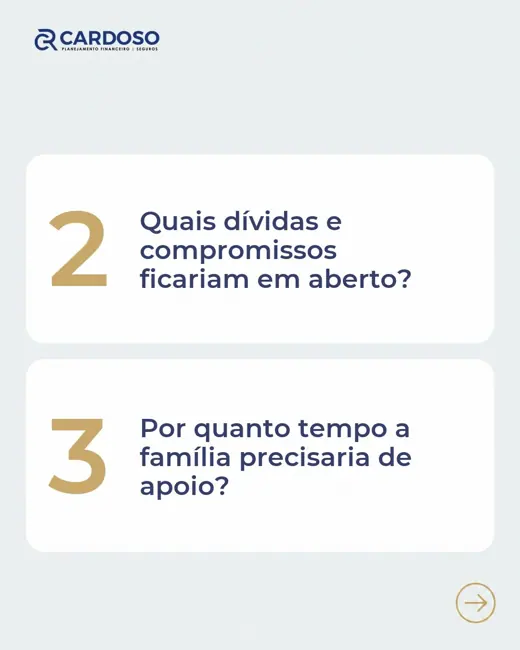 CARDOSO
PLANEJAMENTO FINANCEIRO | SEGUROS
2
Quais dívidas e
compromissos
ficariam em aberto?
3
Por quanto tempo a
família precisaria de
apoio?